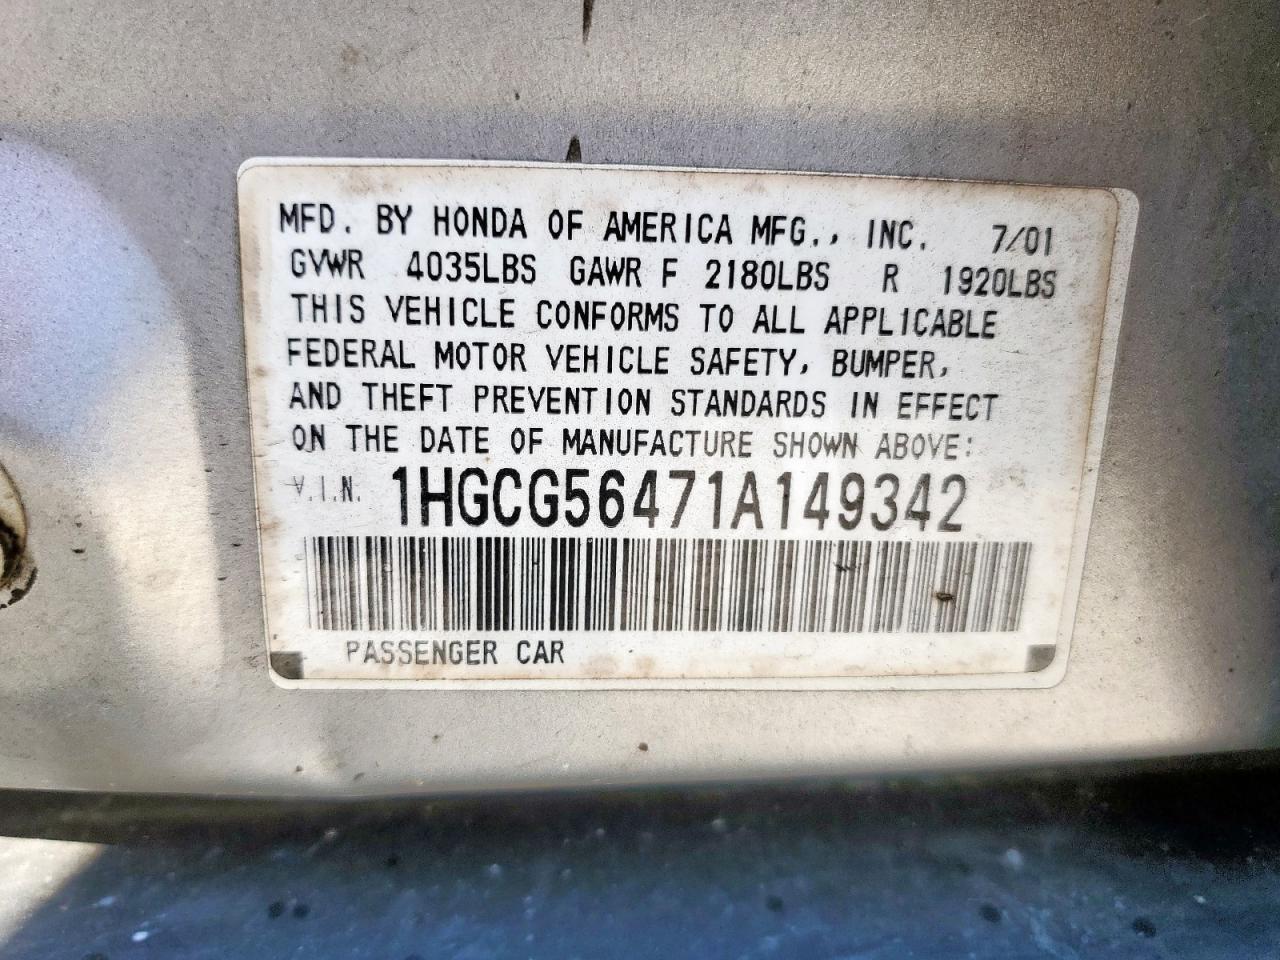 MFD. BY HONDA OF AMERICA MFG., INC. 7/01
GVWR 4035LBS GAWR F 2180LBS R 1920LBS
THIS VEHICLE CONFORMS TO ALL APPLICABLE
FEDERAL MOTOR VEHICLE SAFETY, BUMPER,
AND THEFT PREVENTION STANDARDS IN EFFECT
ON THE DATE OF MANUFACTURE SHOWN ABOVE:
V.I.N. 1HGCG56471A149342
PASSENGER CAR